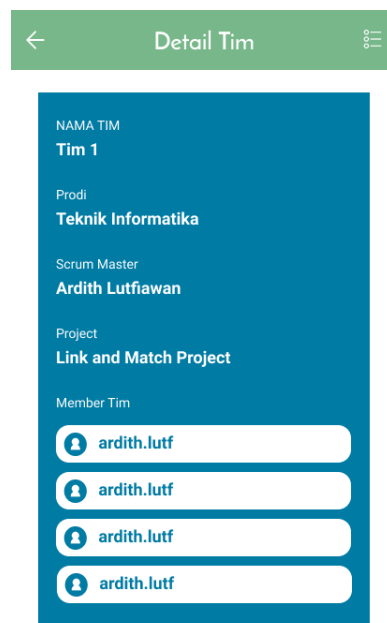 Detail Tim
NAMA TIM
Tim 1
Prodi
Teknik Informatika
Scrum Master
Ardith Lutfiawan
Project
Link and Match Project
Member Tim
ardith.lutf
ardith.lutf
ardith.lutf
ardith.lutf